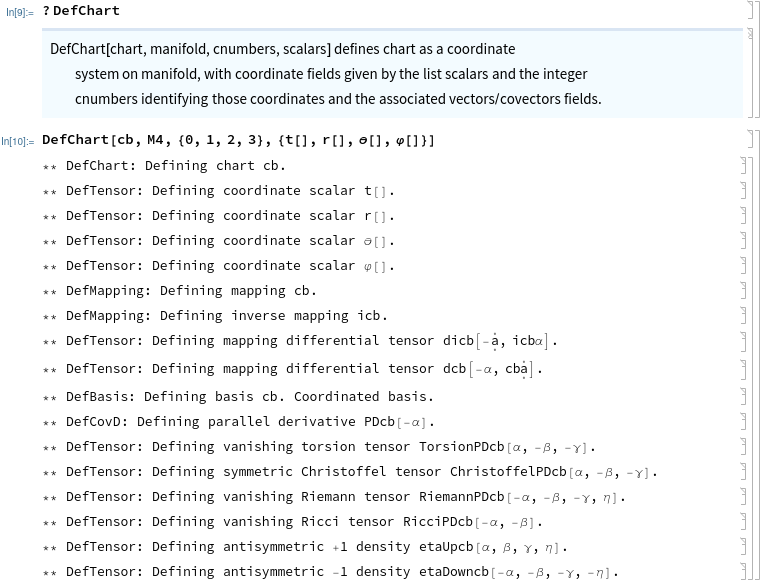 In[9]:= ? DefChart
DefChart[chart, manifold, cnumbers, scalars] defines chart as a coordinate
system on manifold, with coordinate fields given by the list scalars and the integer
cnumbers identifying those coordinates and the associated vectors/covectors fields.
In[10]:= DefChart[cb, M4, {0, 1, 2, 3}, {t[], r[], ϑ[], φ[]}]
** DefChart: Defining chart cb.
** DefTensor: Defining coordinate scalar t[].
** DefTensor: Defining coordinate scalar r[].
** DefTensor: Defining coordinate scalar ϑ[].
** DefTensor: Defining coordinate scalar φ[].
** DefMapping: Defining mapping cb.
** DefMapping: Defining inverse mapping icb.
** DefTensor: Defining mapping differential tensor dicb[-ạ̇, icbα].
** DefTensor: Defining mapping differential tensor dcb[-α, cbạ̇].
** DefBasis: Defining basis cb. Coordinated basis.
** DefCovD: Defining parallel derivative PDcb[-α].
** DefTensor: Defining vanishing torsion tensor TorsionPDcb[α, -β, -γ].
** DefTensor: Defining symmetric Christoffel tensor ChristoffelPDcb[α, -β, -γ].
** DefTensor: Defining vanishing Riemann tensor RiemannPDcb[-α, -β, -γ, η].
** DefTensor: Defining vanishing Ricci tensor RicciPDcb[-α, -β].
** DefTensor: Defining antisymmetric +1 density etaUpcb[α, β, γ, η].
** DefTensor: Defining antisymmetric -1 density etaDowncb[-α, -β, -γ, -η].